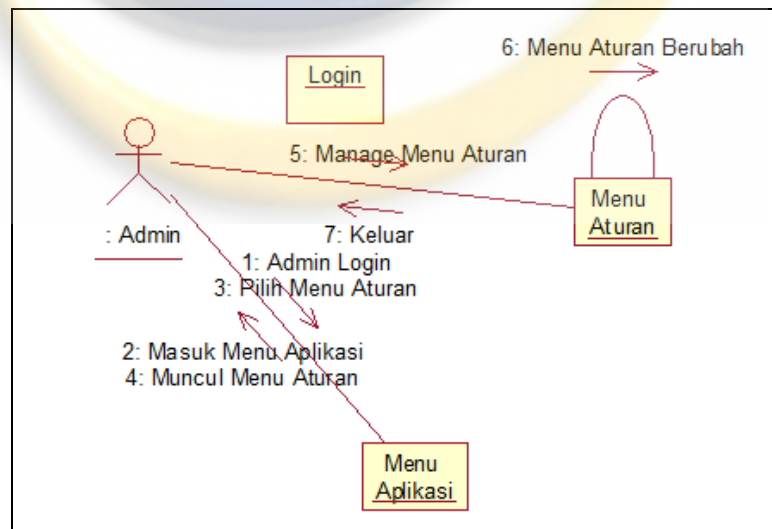 6: Menu Aturan Berubah
Login
5: Manage Menu Aturan
Menu
Aturan
: Admin
7: Keluar
1: Admin Login
3: Pilih Menu Aturan
2: Masuk Menu Aplikasi
4: Muncul Menu Aturan
Menu
Aplikasi